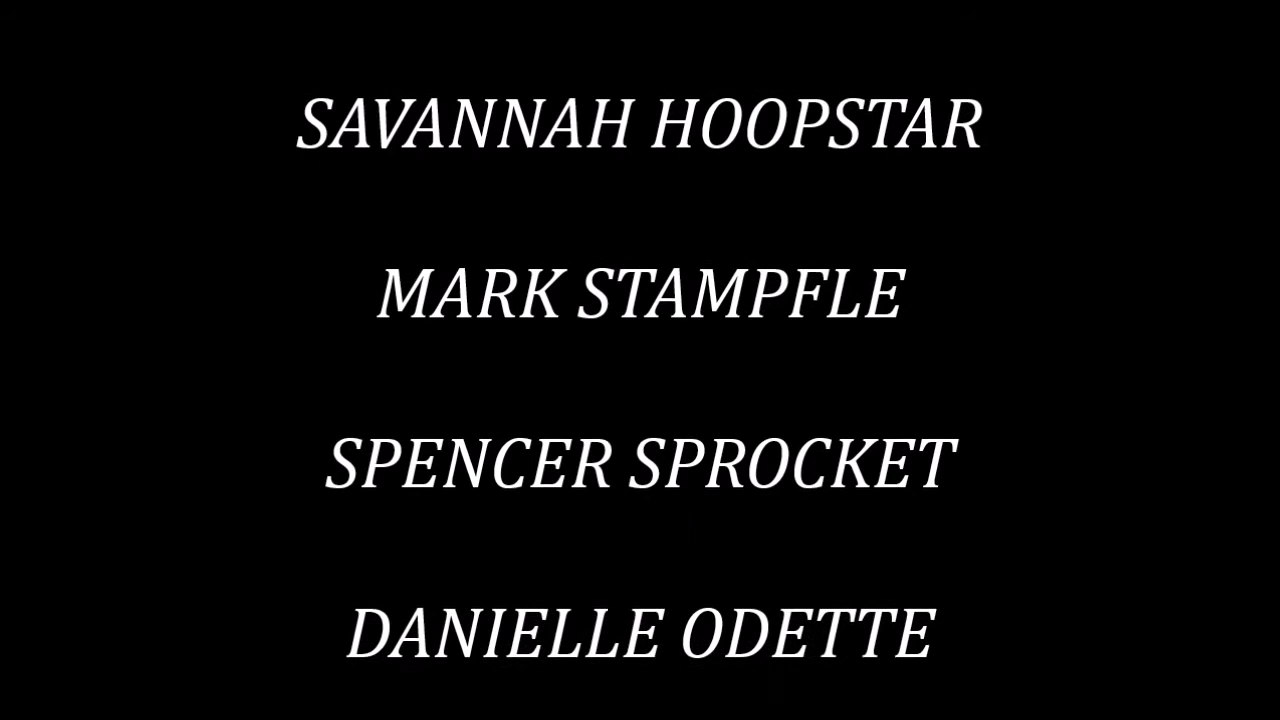 SAVANNAH HOOPSTAR
MARK STAMPFLE
SPENCER SPROCKET
DANIELLE ODETTE